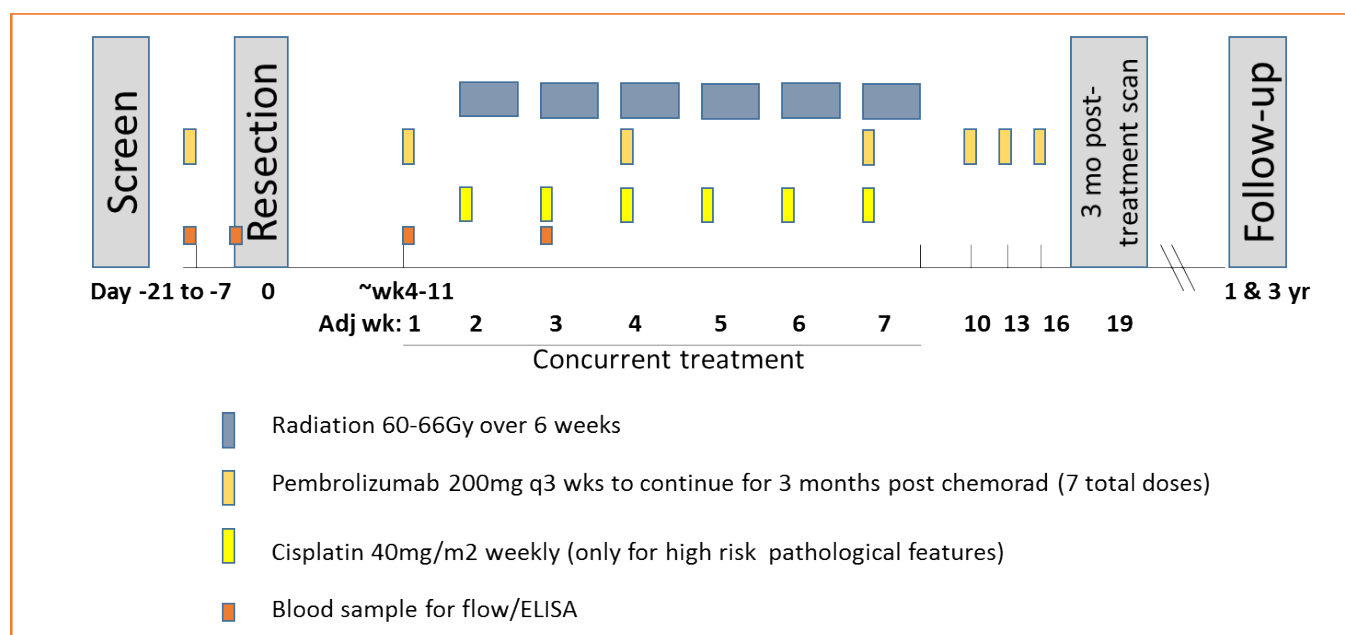 Screen
Resection
3 mo post-
treatment scan
Follow-up
Day -21 to -7 0 ~wk4-11 1 & 3 yr
Adj wk: 1 2 3 4 5 6 7 10 13 16 19
Concurrent treatment
Radiation 60-66Gy over 6 weeks
Pembrolizumab 200mg q3 wks to continue for 3 months post chemorad (7 total doses)
Cisplatin 40mg/m2 weekly (only for high risk pathological features)
Blood sample for flow/ELISA